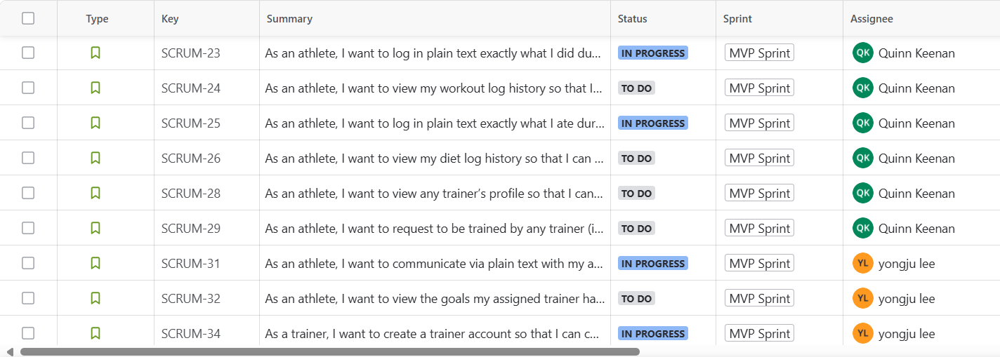 Type Key Summary Status Sprint Assignee
SCRUM-23 As an athlete, I want to log in plain text exactly what I did du... IN PROGRESS MVP Sprint QK Quinn Keenan
SCRUM-24 As an athlete, I want to view my workout log history so that I... TO DO MVP Sprint QK Quinn Keenan
SCRUM-25 As an athlete, I want to log in plain text exactly what I ate dur... IN PROGRESS MVP Sprint QK Quinn Keenan
SCRUM-26 As an athlete, I want to view my diet log history so that I can ... TO DO MVP Sprint QK Quinn Keenan
SCRUM-28 As an athlete, I want to view any trainer’s profile so that I can... TO DO MVP Sprint QK Quinn Keenan
SCRUM-29 As an athlete, I want to request to be trained by any trainer (i... TO DO MVP Sprint QK Quinn Keenan
SCRUM-31 As an athlete, I want to communicate via plain text with my a... IN PROGRESS MVP Sprint YL yongju lee
SCRUM-32 As an athlete, I want to view the goals my assigned trainer ha... TO DO MVP Sprint YL yongju lee
SCRUM-34 As a trainer, I want to create a trainer account so that I can c... IN PROGRESS MVP Sprint YL yongju lee